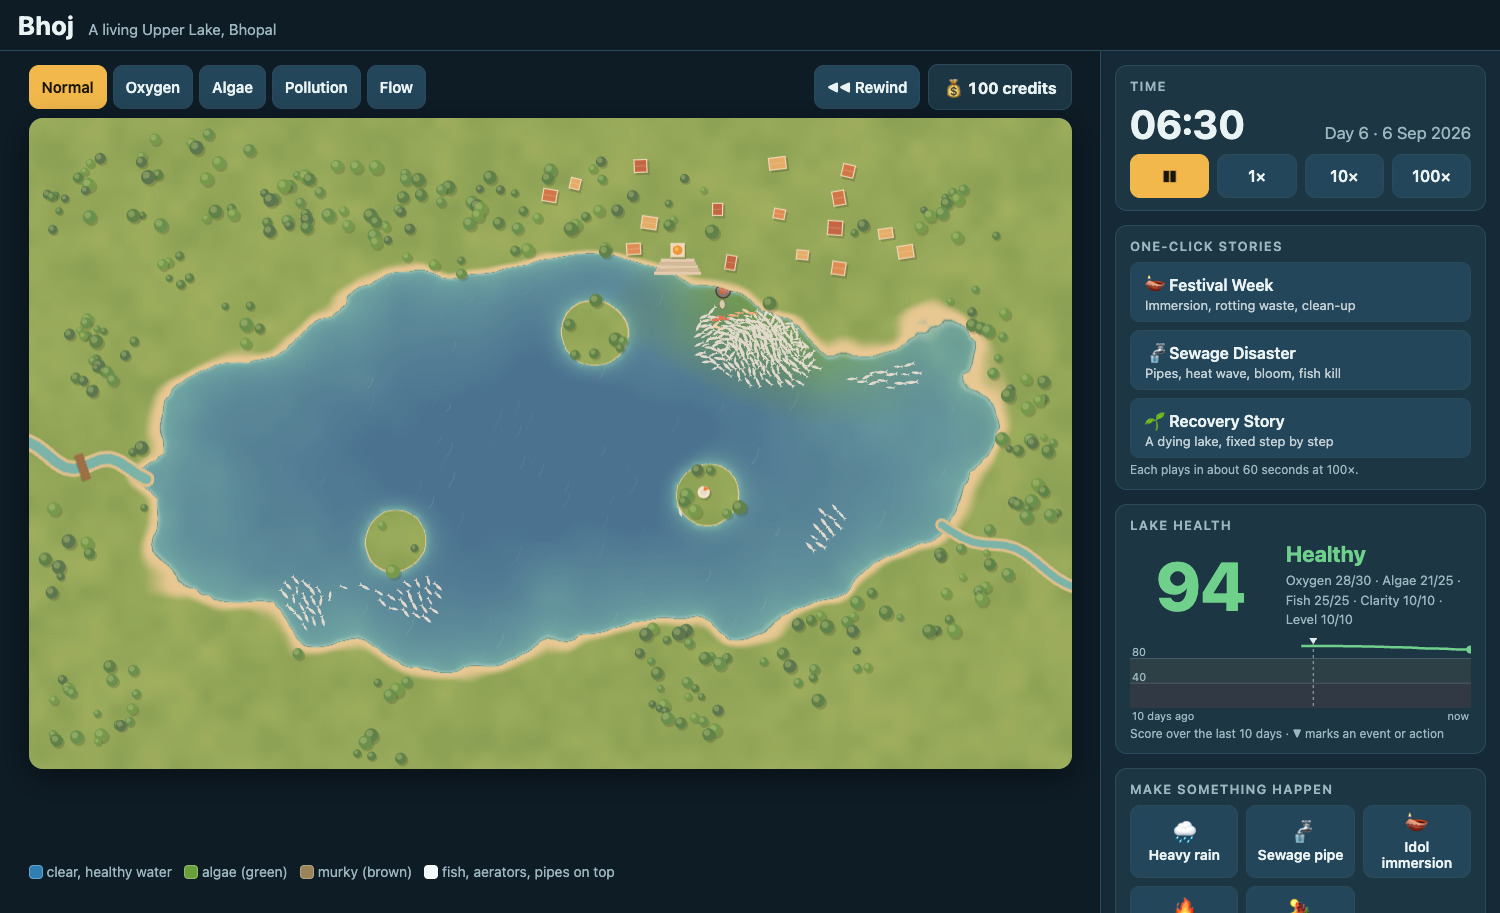 Bhoj A living Upper Lake, Bhopal
Normal Oxygen Algae Pollution Flow
◀◀ Rewind 100 credits
clear, healthy water algae (green) murky (brown) fish, aerators, pipes on top
TIME
06:30 Day 6 · 6 Sep 2026
1× 10× 100×
ONE-CLICK STORIES
Festival Week
Immersion, rotting waste, clean-up
Sewage Disaster
Pipes, heat wave, bloom, fish kill
Recovery Story
A dying lake, fixed step by step
Each plays in about 60 seconds at 100×.
LAKE HEALTH
94
Healthy
Oxygen 28/30 · Algae 21/25 ·
Fish 25/25 · Clarity 10/10 ·
Level 10/10
80
40
10 days ago now
Score over the last 10 days · ▼ marks an event or action
MAKE SOMETHING HAPPEN
Heavy rain
Sewage pipe
Idol
immersion